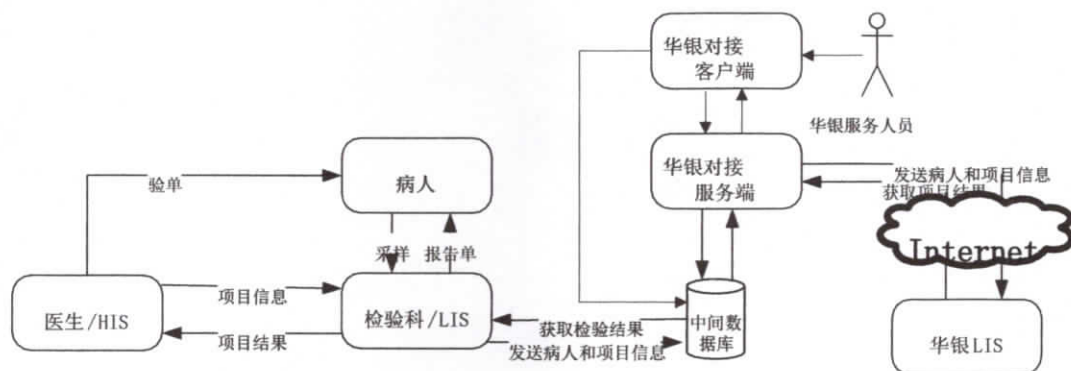 华银对接
客户端
华银服务人员
华银对接
服务端
发送病人和项目信息
获取项目结果
Internet
验单
病人
采样
报告单
医生/HIS
项目信息
项目结果
检验科/LIS
获取检验结果
发送病人和项目信息
中间数
据库
华银LIS